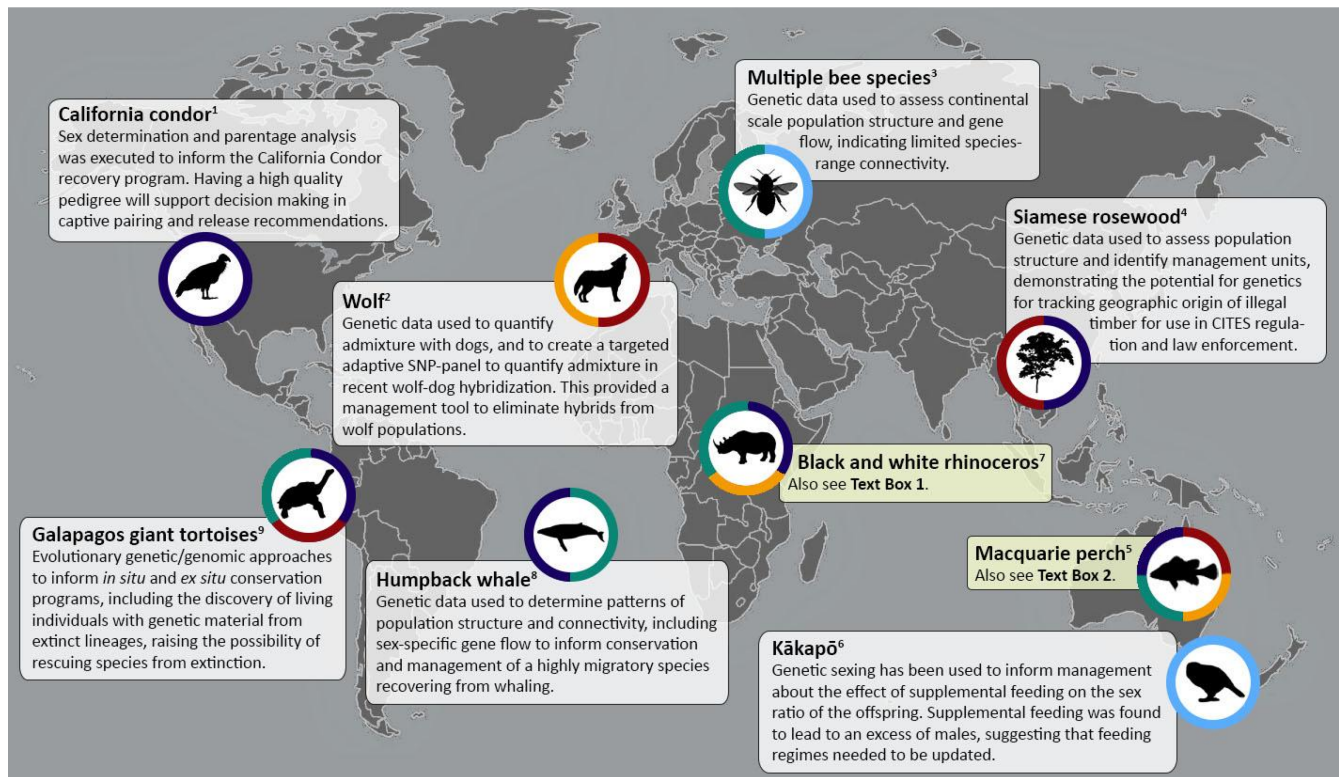 California condor¹
Sex determination and parentage analysis
was executed to inform the California Condor
recovery program. Having a high quality
pedigree will support decision making in
captive pairing and release recommendations.
Multiple bee species³
Genetic data used to assess continental
scale population structure and gene
flow, indicating limited species-
range connectivity.
Siamese rosewood⁴
Genetic data used to assess population
structure and identify management units,
demonstrating the potential for genetics
for tracking geographic origin of illegal
timber for use in CITES regula-
tion and law enforcement.
Wolf²
Genetic data used to quantify
admixture with dogs, and to create a targeted
adaptive SNP-panel to quantify admixture in
recent wolf-dog hybridization. This provided a
management tool to eliminate hybrids from
wolf populations.
Black and white rhinoceros⁷
Also see Text Box 1.
Galapagos giant tortoises⁹
Evolutionary genetic/genomic approaches
to inform in situ and ex situ conservation
programs, including the discovery of living
individuals with genetic material from
extinct lineages, raising the possibility of
rescuing species from extinction.
Humpback whale⁸
Genetic data used to determine patterns of
population structure and connectivity, including
sex-specific gene flow to inform conservation
and management of a highly migratory species
recovering from whaling.
Macquarie perch⁵
Also see Text Box 2.
Kākapō⁶
Genetic sexing has been used to inform management
about the effect of supplemental feeding on the sex
ratio of the offspring. Supplemental feeding was found
to lead to an excess of males, suggesting that feeding
regimes needed to be updated.